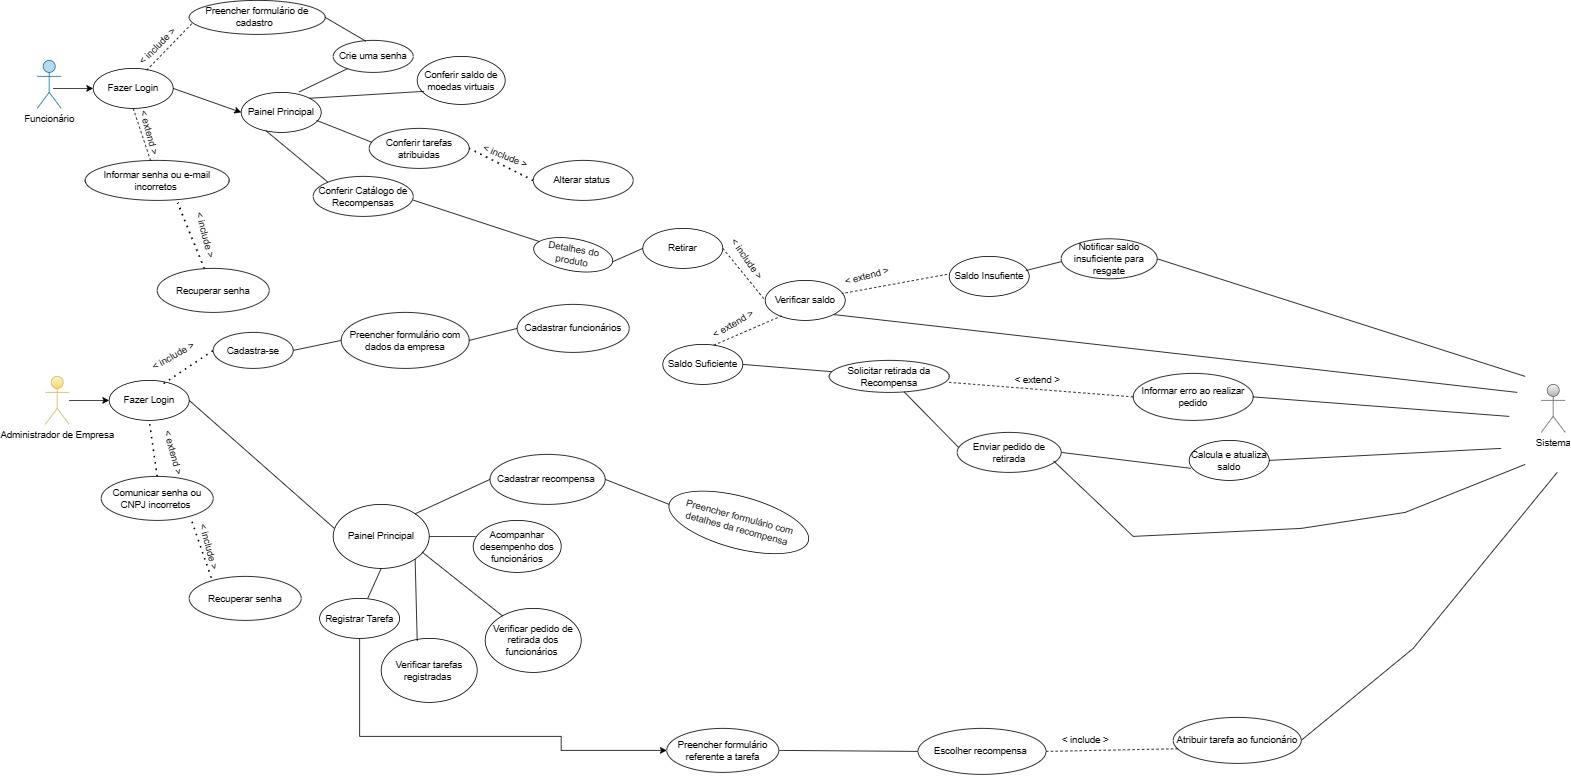 Preencher formulário de
cadastro
< include >
Crie uma senha
Conferir saldo de
moedas virtuais
Fazer Login
Funcionário
Painel Principal
< extend >
Conferir tarefas
atribuidas
< include >
Alterar status
Informar senha ou e-mail
incorretos
Conferir Catálogo de
Recompensas
< include >
Recuperar senha
Detalhes do
produto
Retirar
< include >
Verificar saldo
< extend >
Saldo Insufiente
Notificar saldo
insuficiente para
resgate
< extend >
Saldo Suficiente
Solicitar retirada da
Recompensa
< extend >
Informar erro ao realizar
pedido
Enviar pedido de
retirada
Calcula e atualiza
saldo
Sistema
Cadastra-se
< include >
Preencher formulário com
dados da empresa
Cadastrar funcionários
Fazer Login
Administrador de Empresa
< extend >
Comunicar senha ou
CNPJ incorretos
< include >
Recuperar senha
Painel Principal
Cadastrar recompensa
Preencher formulário com
detalhes da recompensa
Acompanhar
desempenho dos
funcionários
Registrar Tarefa
Verificar pedido de
retirada dos
funcionários
Verificar tarefas
registradas
Preencher formulário
referente a tarefa
Escolher recompensa
< include >
Atribuir tarefa ao funcionário